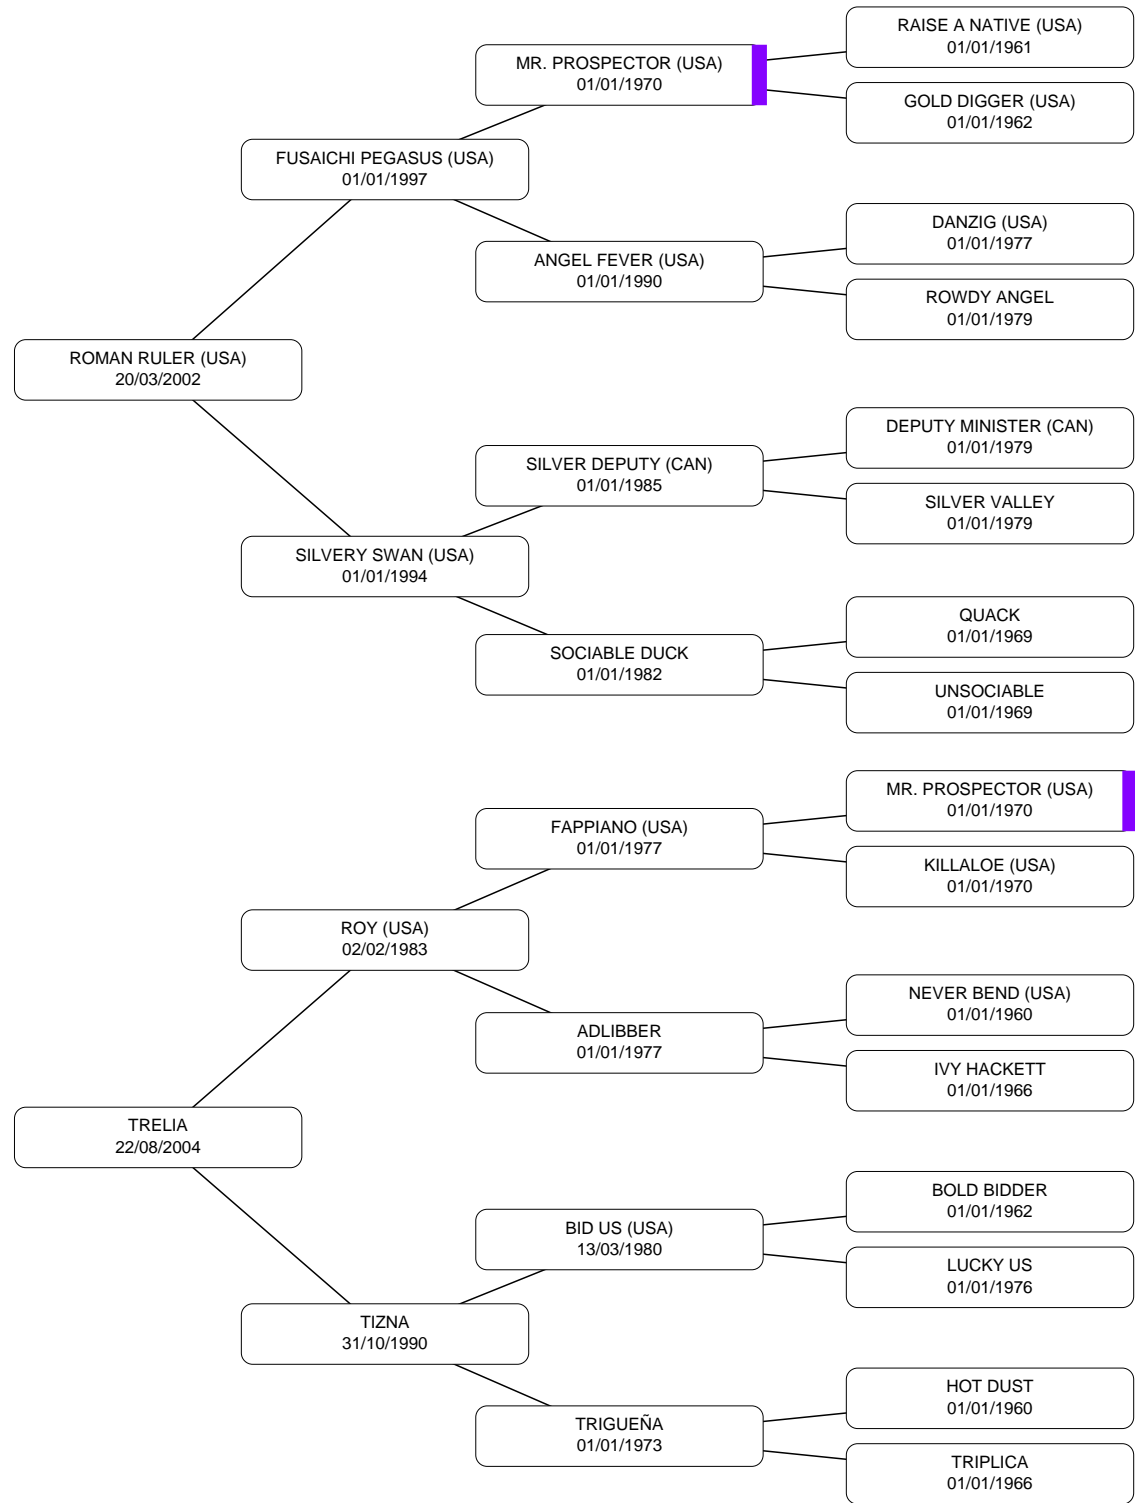 RAISE A NATIVE (USA)
01/01/1961
MR. PROSPECTOR (USA)
01/01/1970
GOLD DIGGER (USA)
01/01/1962
FUSAICHI PEGASUS (USA)
01/01/1997
DANZIG (USA)
01/01/1977
ANGEL FEVER (USA)
01/01/1990
ROWDY ANGEL
01/01/1979
ROMAN RULER (USA)
20/03/2002
DEPUTY MINISTER (CAN)
01/01/1979
SILVER DEPUTY (CAN)
01/01/1985
SILVER VALLEY
01/01/1979
SILVERY SWAN (USA)
01/01/1994
QUACK
01/01/1969
SOCIABLE DUCK
01/01/1982
UNSOCIABLE
01/01/1969
MR. PROSPECTOR (USA)
01/01/1970
FAPPIANO (USA)
01/01/1977
KILLALOE (USA)
01/01/1970
ROY (USA)
02/02/1983
NEVER BEND (USA)
01/01/1960
ADLIBBER
01/01/1977
IVY HACKETT
01/01/1966
TRELIA
22/08/2004
BOLD BIDDER
01/01/1962
BID US (USA)
13/03/1980
LUCKY US
01/01/1976
TIZNA
31/10/1990
HOT DUST
01/01/1960
TRIGUEÑA
01/01/1973
TRIPLICA
01/01/1966